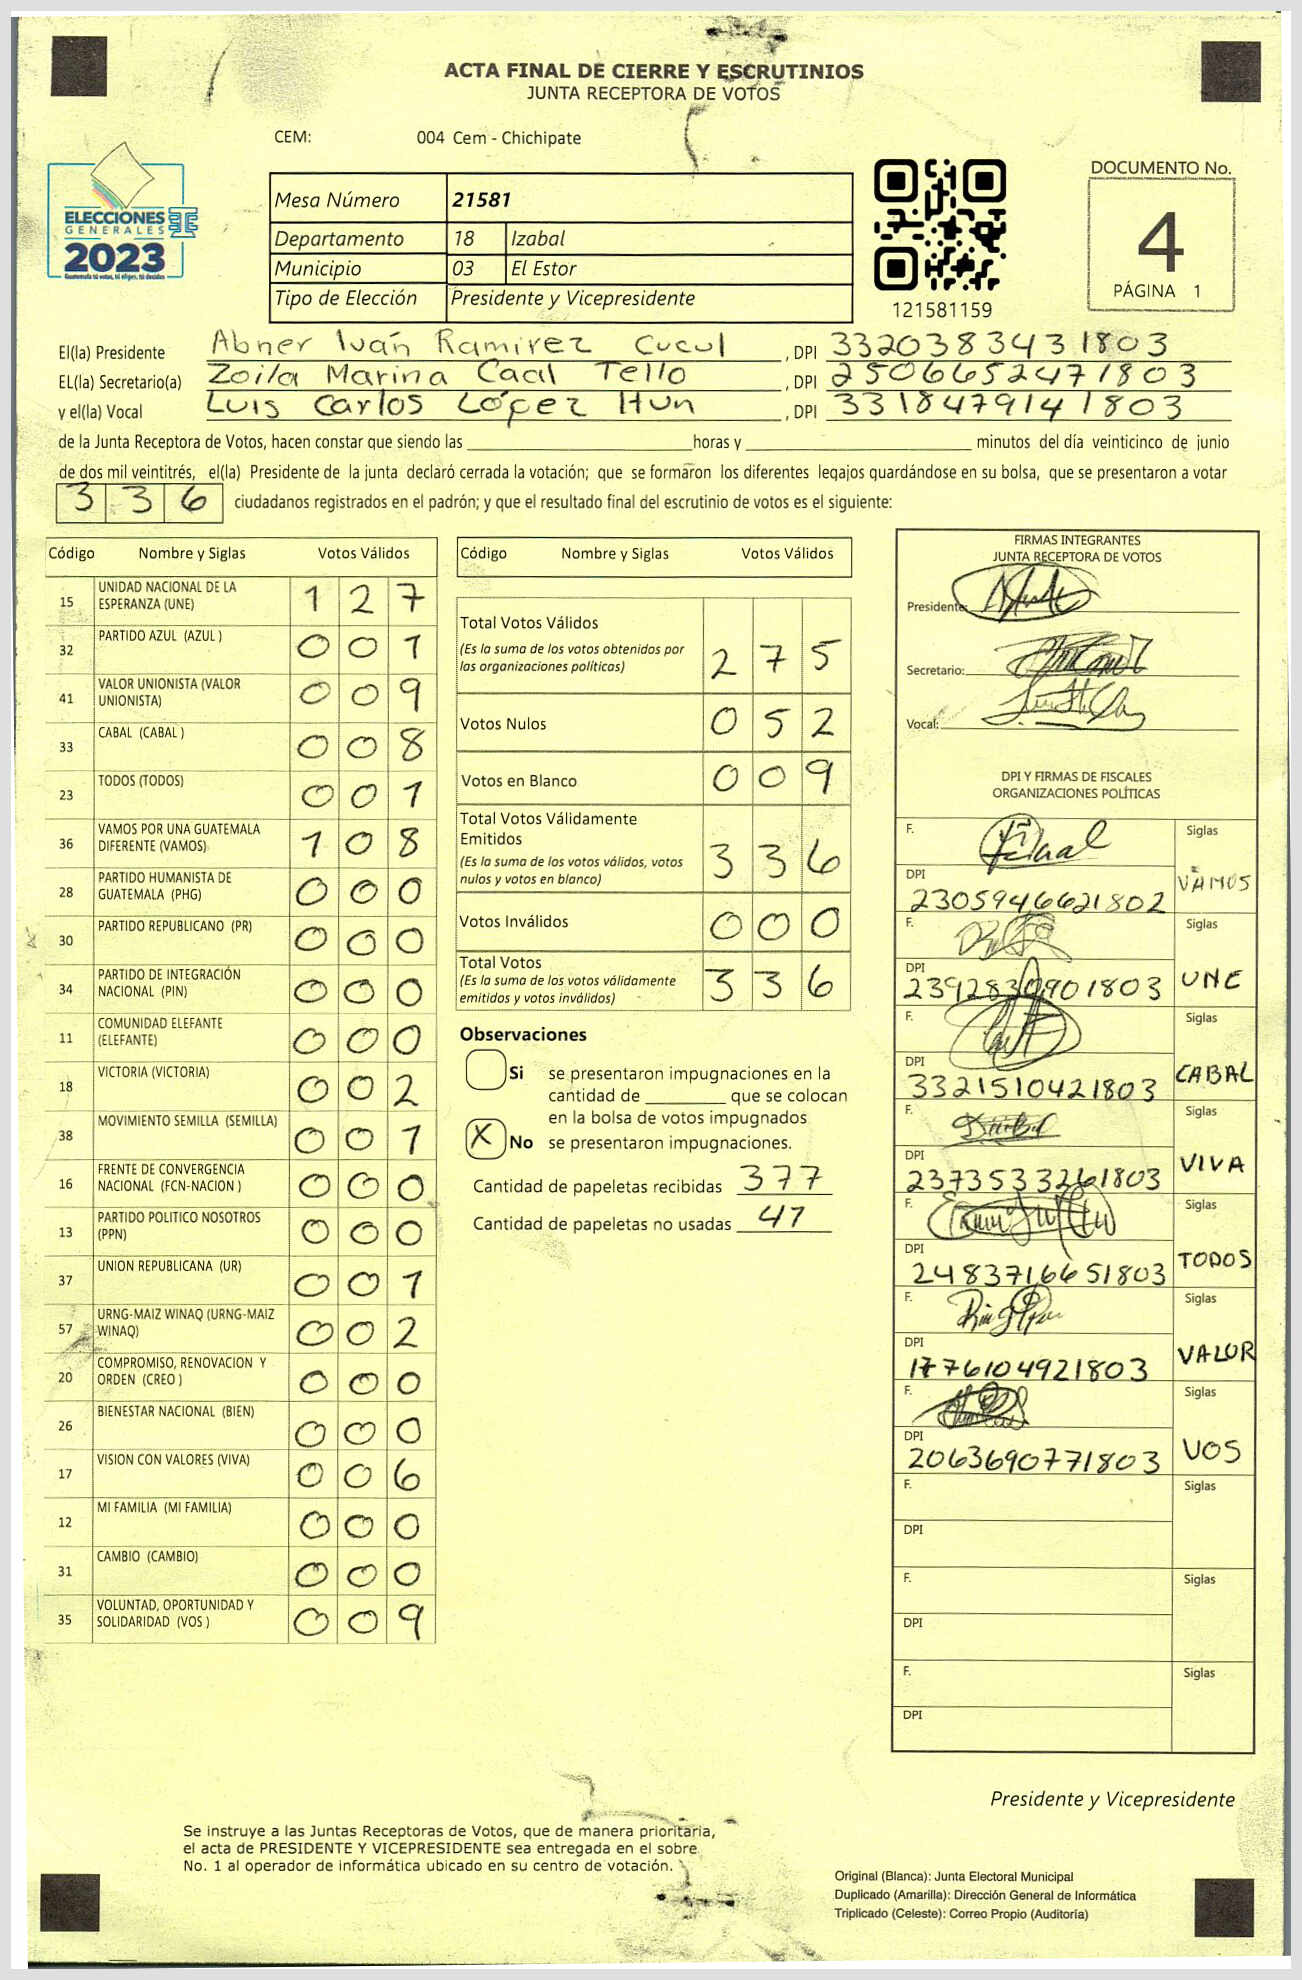 ACTA FINAL DE CIERRE Y ESCRUTINIOS
JUNTA RECEPTORA DE VOTOS
CEM: 004 Cem - Chichipate
ELECCIONES
GENERALES
2023
Guatemala tú votas, tú eliges, tú decides
Mesa Número 21581
Departamento 18 Izabal
Municipio 03 El Estor
Tipo de Elección Presidente y Vicepresidente
121581159
DOCUMENTO No.
4
PÁGINA 1
El(la) Presidente Abner Iván Ramirez Cucul , DPI 3320383431803
EL(la) Secretario(a) Zoila Marina Caal Tello , DPI 2506652471803
y el(la) Vocal Luis Carlos López Hun , DPI 3318479141803
de la Junta Receptora de Votos, hacen constar que siendo las horas y minutos del día veinticinco de junio
de dos mil veintitrés, el(la) Presidente de la junta declaró cerrada la votación; que se formaron los diferentes legajos guardándose en su bolsa, que se presentaron a votar
3 3 6 ciudadanos registrados en el padrón; y que el resultado final del escrutinio de votos es el siguiente:
Código Nombre y Siglas Votos Válidos
15 UNIDAD NACIONAL DE LA
ESPERANZA (UNE) 1 2 7
32 PARTIDO AZUL (AZUL ) 0 0 1
41 VALOR UNIONISTA (VALOR
UNIONISTA) 0 0 9
33 CABAL (CABAL ) 0 0 8
23 TODOS (TODOS) 0 0 1
36 VAMOS POR UNA GUATEMALA
DIFERENTE (VAMOS) 1 0 8
28 PARTIDO HUMANISTA DE
GUATEMALA (PHG) 0 0 0
30 PARTIDO REPUBLICANO (PR) 0 0 0
34 PARTIDO DE INTEGRACIÓN
NACIONAL (PIN) 0 0 0
11 COMUNIDAD ELEFANTE
(ELEFANTE) 0 0 0
18 VICTORIA (VICTORIA) 0 0 2
38 MOVIMIENTO SEMILLA (SEMILLA) 0 0 1
16 FRENTE DE CONVERGENCIA
NACIONAL (FCN-NACION ) 0 0 0
13 PARTIDO POLITICO NOSOTROS
(PPN) 0 0 0
37 UNION REPUBLICANA (UR) 0 0 1
57 URNG-MAIZ WINAQ (URNG-MAIZ
WINAQ) 0 0 2
20 COMPROMISO, RENOVACION Y
ORDEN (CREO ) 0 0 0
26 BIENESTAR NACIONAL (BIEN) 0 0 0
17 VISION CON VALORES (VIVA) 0 0 6
12 MI FAMILIA (MI FAMILIA) 0 0 0
31 CAMBIO (CAMBIO) 0 0 0
35 VOLUNTAD, OPORTUNIDAD Y
SOLIDARIDAD (VOS ) 0 0 9
Código Nombre y Siglas Votos Válidos
Total Votos Válidos
(Es la suma de los votos obtenidos por
las organizaciones políticas) 2 7 5
Votos Nulos 0 5 2
Votos en Blanco 0 0 9
Total Votos Válidamente
Emitidos
(Es la suma de los votos válidos, votos
nulos y votos en blanco) 3 3 6
Votos Inválidos 0 0 0
Total Votos
(Es la suma de los votos válidamente
emitidos y votos inválidos) 3 3 6
Observaciones
Si se presentaron impugnaciones en la
cantidad de que se colocan
en la bolsa de votos impugnados
X No se presentaron impugnaciones.
Cantidad de papeletas recibidas 377
Cantidad de papeletas no usadas 41
FIRMAS INTEGRANTES
JUNTA RECEPTORA DE VOTOS
Presidente:
Secretario:
Vocal:
DPI Y FIRMAS DE FISCALES
ORGANIZACIONES POLÍTICAS
F. Siglas
DPI 2305946621802 VAMOS
F. Siglas
DPI 2392830901803 UNE
F. Siglas
DPI 3321510421803 CABAL
F. Siglas
DPI 2373533261803 VIVA
F. Siglas
DPI 2483716651803 TODOS
F. Siglas
DPI 1776104921803 VALOR
F. Siglas
DPI 2063690771803 VOS
F. Siglas
DPI
F. Siglas
DPI
F. Siglas
DPI
Presidente y Vicepresidente
Se instruye a las Juntas Receptoras de Votos, que de manera prioritaria,
el acta de PRESIDENTE Y VICEPRESIDENTE sea entregada en el sobre
No. 1 al operador de informática ubicado en su centro de votación.
Original (Blanca): Junta Electoral Municipal
Duplicado (Amarilla): Dirección General de Informática
Triplicado (Celeste): Correo Propio (Auditoría)